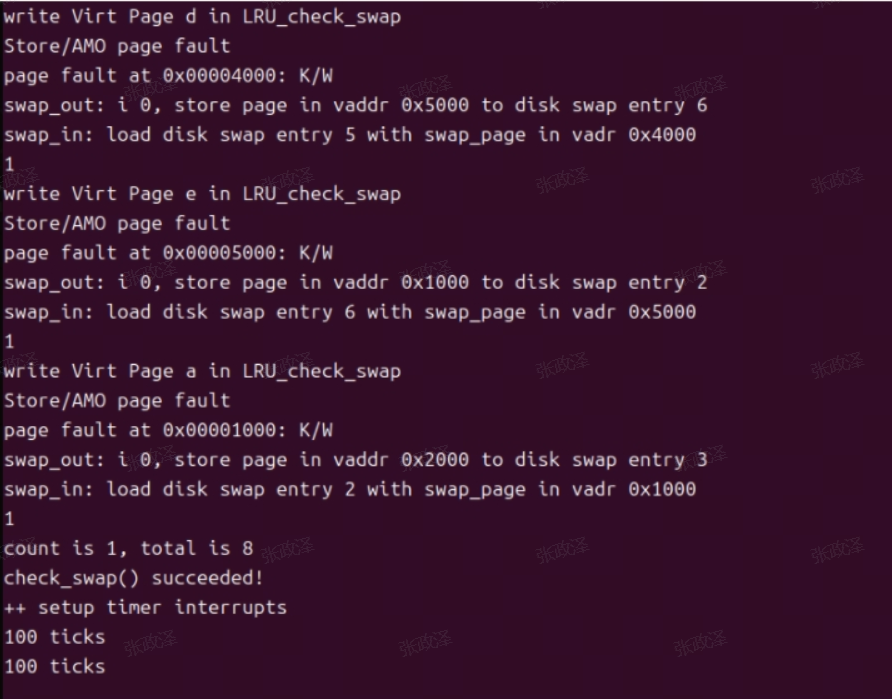 write Virt Page d in LRU_check_swap
Store/AMO page fault
page fault at 0x00004000: K/W
swap_out: i 0, store page in vaddr 0x5000 to disk swap entry 6
swap_in: load disk swap entry 5 with swap_page in vadr 0x4000
1
write Virt Page e in LRU_check_swap
Store/AMO page fault
page fault at 0x00005000: K/W
swap_out: i 0, store page in vaddr 0x1000 to disk swap entry 2
swap_in: load disk swap entry 6 with swap_page in vadr 0x5000
1
write Virt Page a in LRU_check_swap
Store/AMO page fault
page fault at 0x00001000: K/W
swap_out: i 0, store page in vaddr 0x2000 to disk swap entry 3
swap_in: load disk swap entry 2 with swap_page in vadr 0x1000
1
count is 1, total is 8
check_swap() succeeded!
++ setup timer interrupts
100 ticks
100 ticks
张政泽